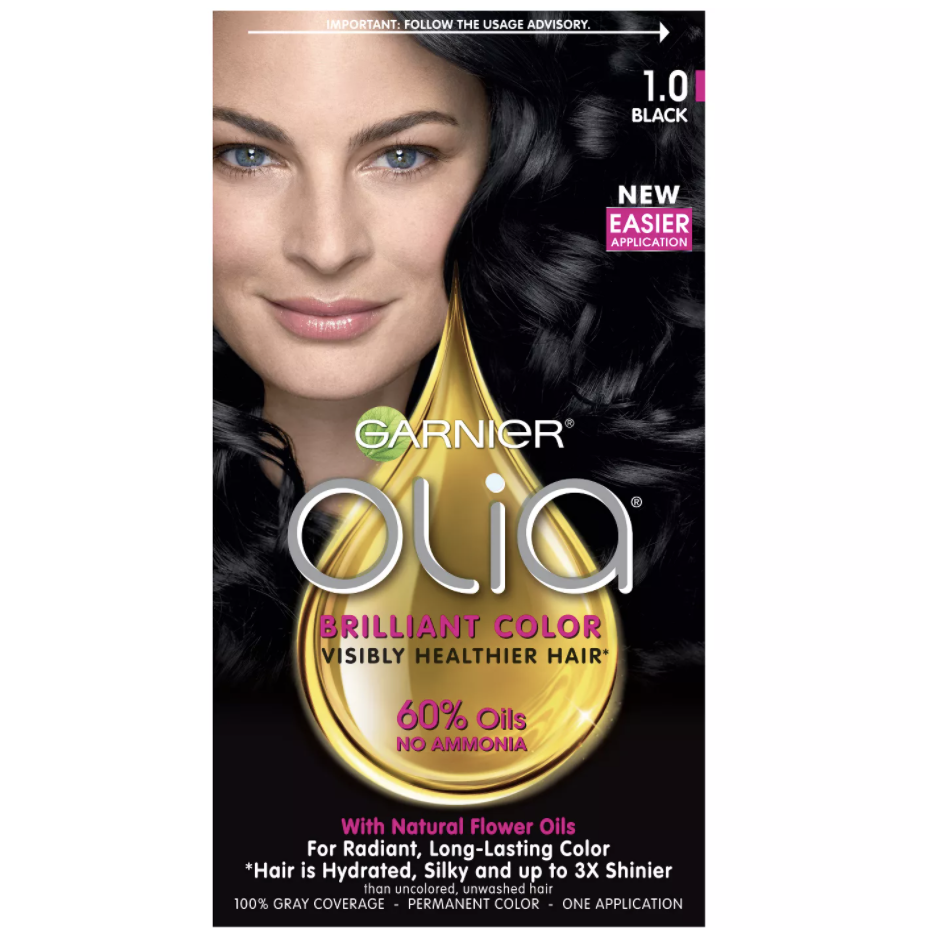 IMPORTANT: FOLLOW THE USAGE ADVISORY.
1.0
BLACK
NEW
EASIER
APPLICATION
GARNIER®
OLIA®
BRILLIANT COLOR
VISIBLY HEALTHIER HAIR*
60% Oils
NO AMMONIA
With Natural Flower Oils
For Radiant, Long-Lasting Color
*Hair is Hydrated, Silky and up to 3X Shinier
than uncolored, unwashed hair
100% GRAY COVERAGE - PERMANENT COLOR - ONE APPLICATION